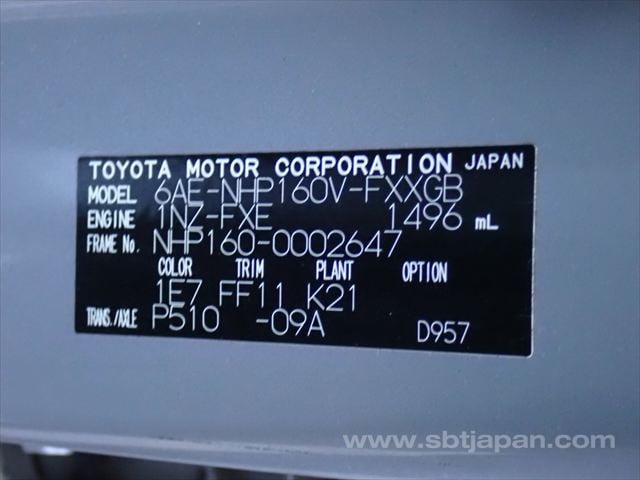 TOYOTA MOTOR CORPORATION JAPAN
MODEL 6AE-NHP160V-FXXGB
ENGINE 1NZ-FXE 1496 mL
FRAME No. NHP160-0002647
COLOR TRIM PLANT OPTION
1E7 FF11 K21
TRANS./AXLE P510 -09A D957
www.sbtjapan.com